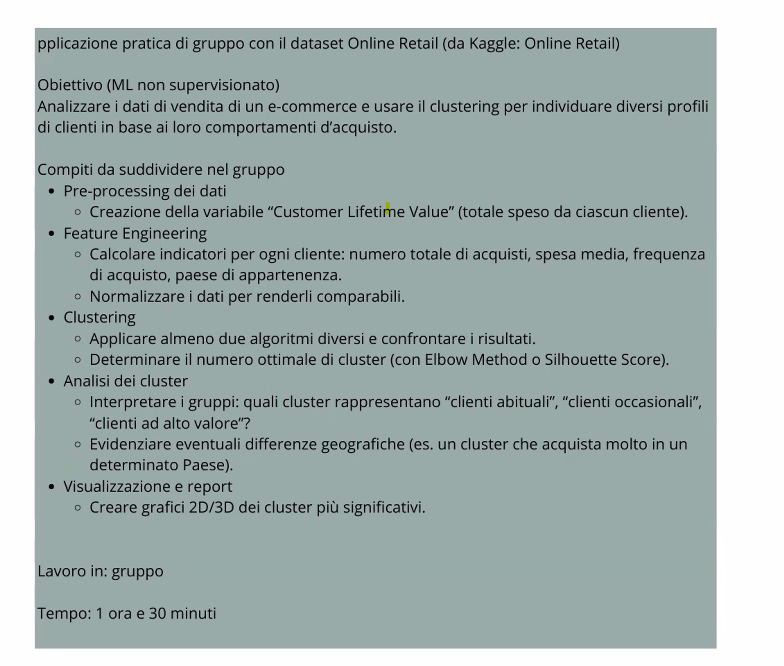 pplicazione pratica di gruppo con il dataset Online Retail (da Kaggle: Online Retail)
Obiettivo (ML non supervisionato)
Analizzare i dati di vendita di un e-commerce e usare il clustering per individuare diversi profili
di clienti in base ai loro comportamenti d’acquisto.
Compiti da suddividere nel gruppo
• Pre-processing dei dati
◦ Creazione della variabile “Customer Lifetime Value” (totale speso da ciascun cliente).
• Feature Engineering
◦ Calcolare indicatori per ogni cliente: numero totale di acquisti, spesa media, frequenza
di acquisto, paese di appartenenza.
◦ Normalizzare i dati per renderli comparabili.
• Clustering
◦ Applicare almeno due algoritmi diversi e confrontare i risultati.
◦ Determinare il numero ottimale di cluster (con Elbow Method o Silhouette Score).
• Analisi dei cluster
◦ Interpretare i gruppi: quali cluster rappresentano “clienti abituali”, “clienti occasionali”,
“clienti ad alto valore”?
◦ Evidenziare eventuali differenze geografiche (es. un cluster che acquista molto in un
determinato Paese).
• Visualizzazione e report
◦ Creare grafici 2D/3D dei cluster più significativi.
Lavoro in: gruppo
Tempo: 1 ora e 30 minuti